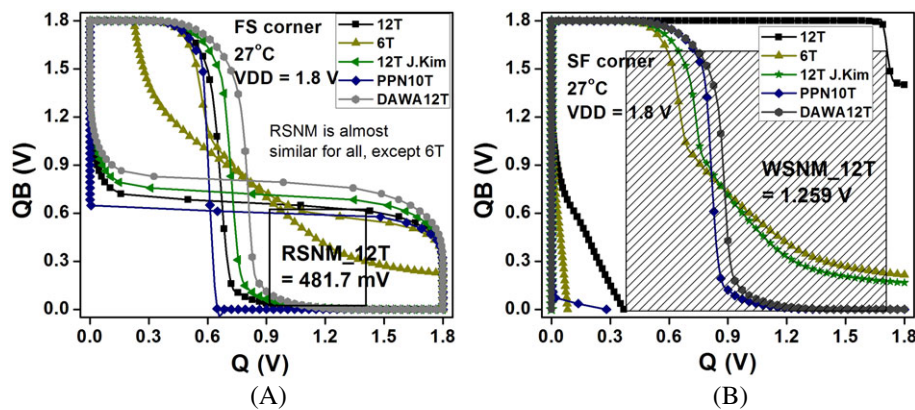 (A)
FS corner
27°C
VDD = 1.8 V
12T
6T
12T J.Kim
PPN10T
DAWA12T
RSNM is almost
similar for all, except 6T
RSNM_12T
= 481.7 mV
QB (V)
1.8
1.5
1.2
0.9
0.6
0.3
0.0
0.0 0.3 0.6 0.9 1.2 1.5 1.8
Q (V)
(A)
(B)
SF corner
27°C
VDD = 1.8 V
12T
6T
12T J.Kim
PPN10T
DAWA12T
WSNM_12T
= 1.259 V
QB (V)
1.8
1.5
1.2
0.9
0.6
0.3
0.0
0.0 0.3 0.6 0.9 1.2 1.5 1.8
Q (V)
(B)